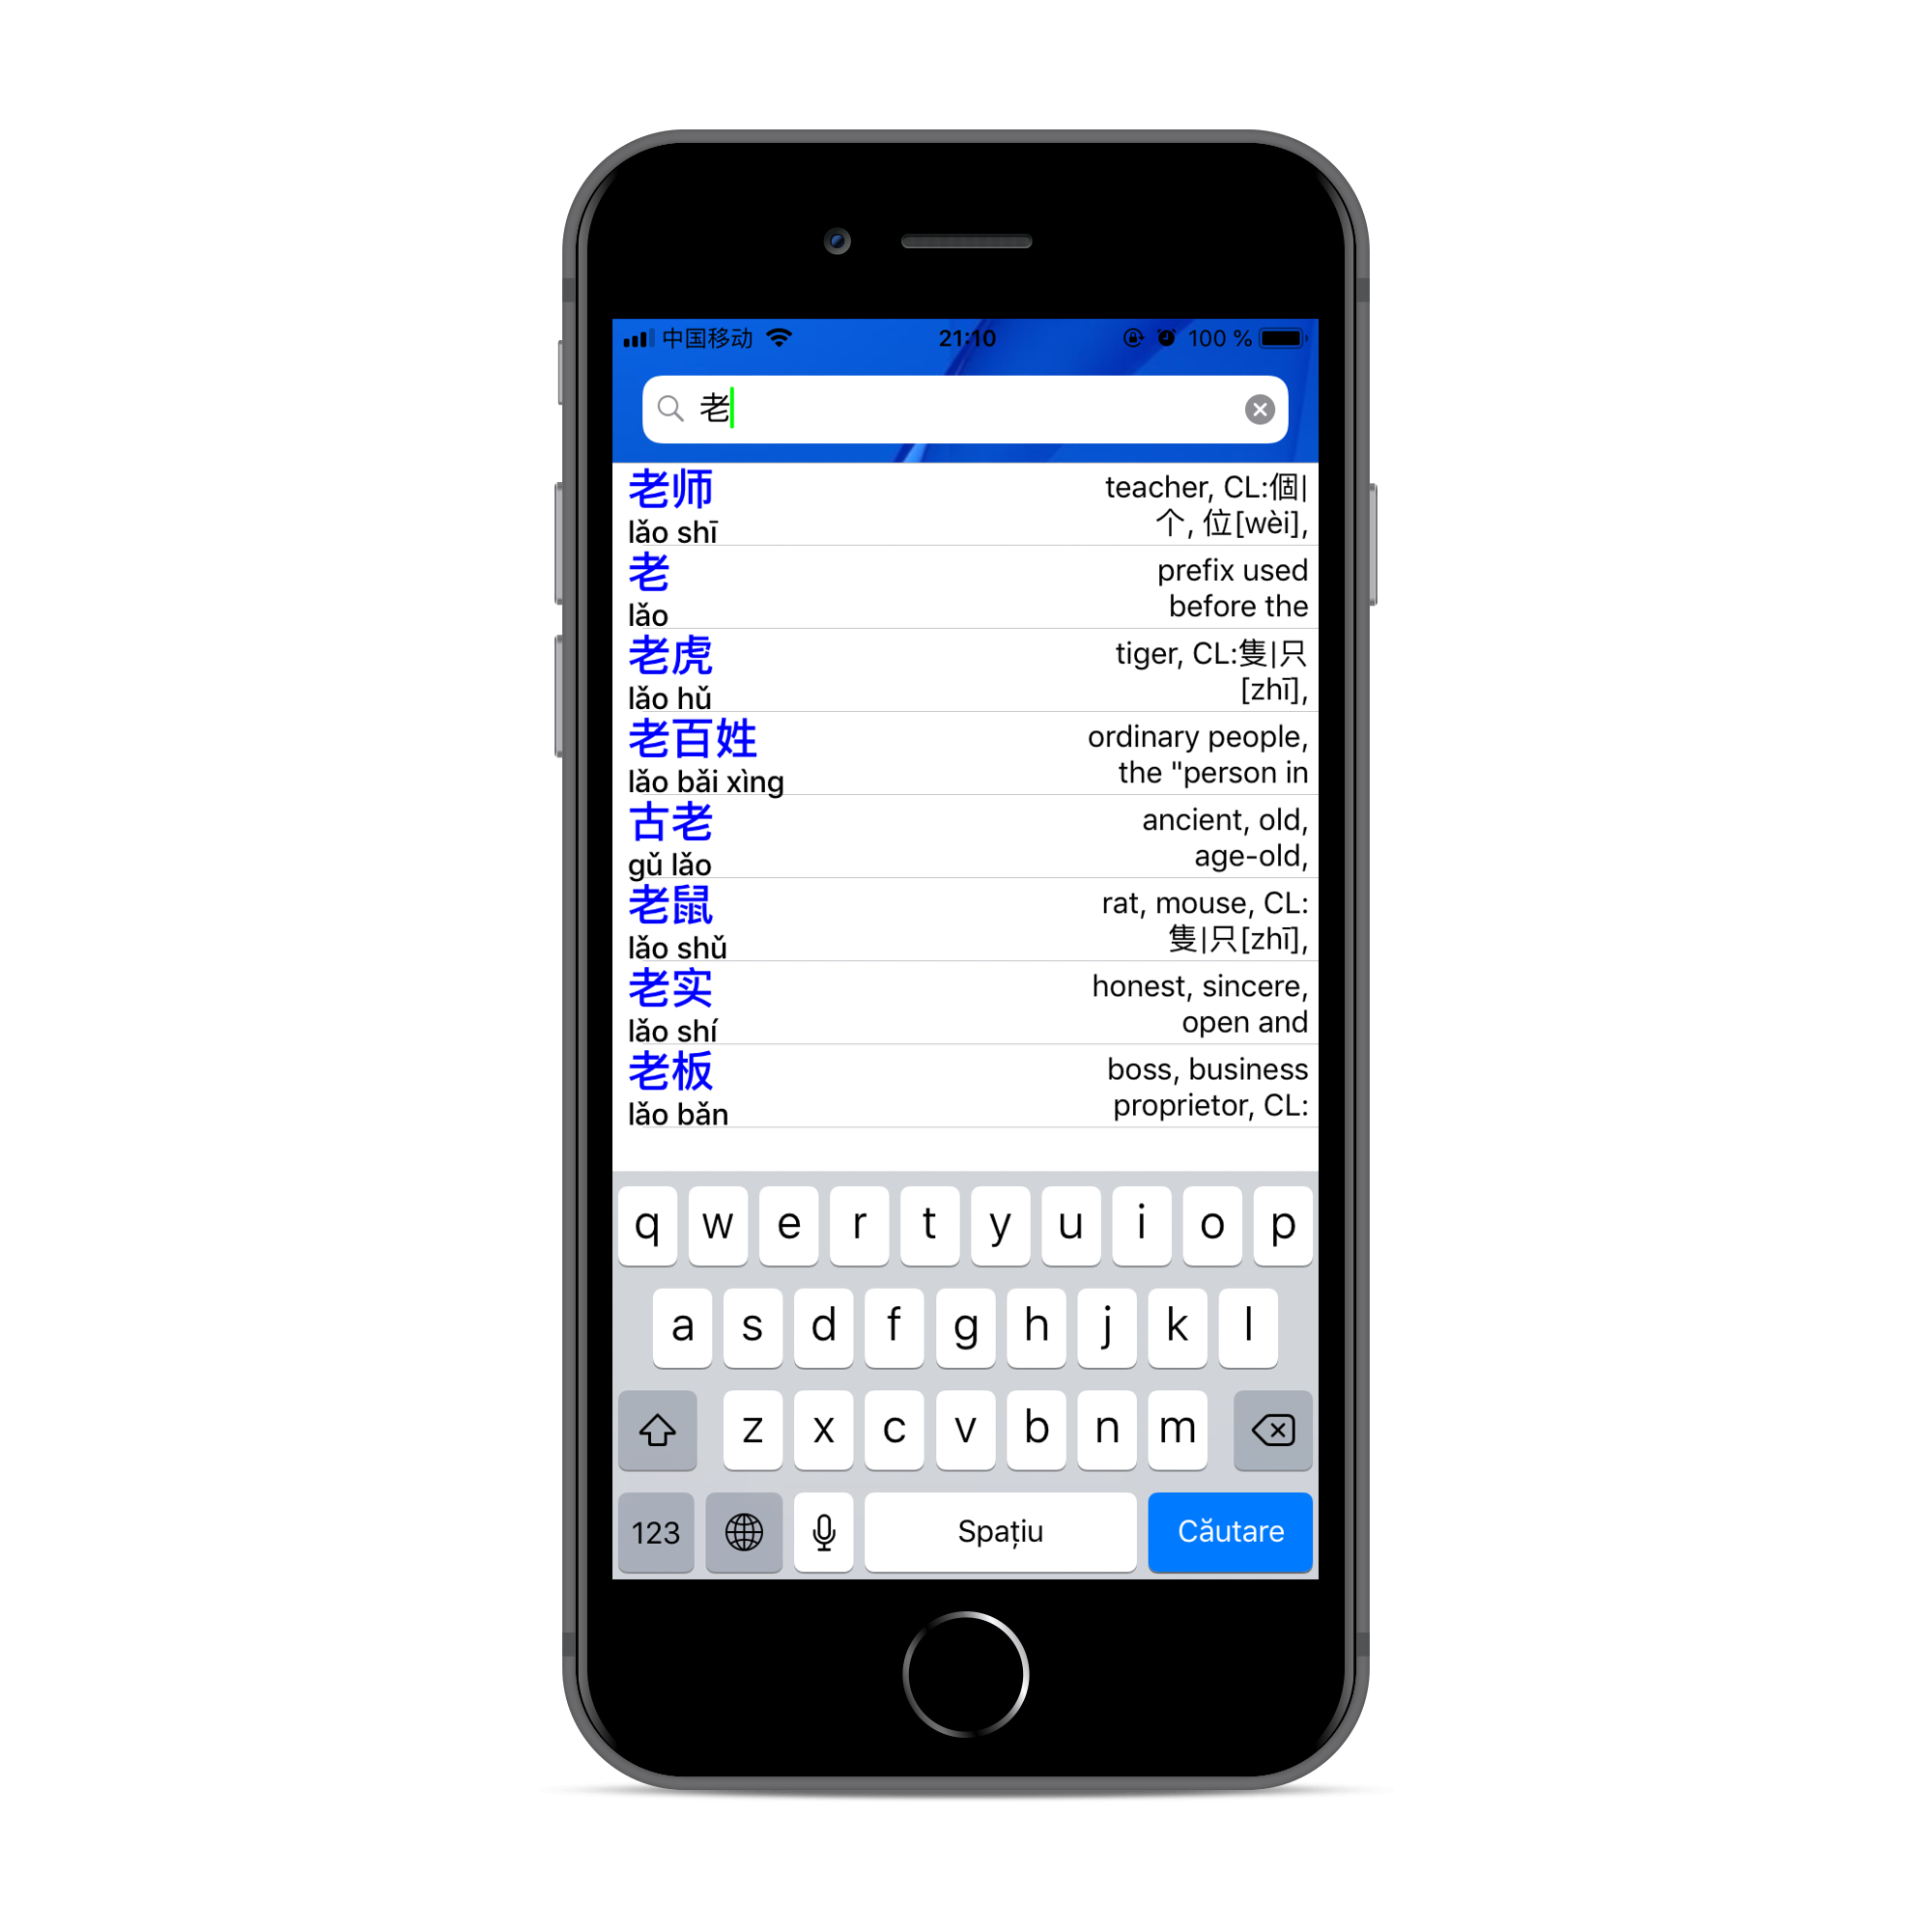 中国移动 21:10 100 %
老
老师
lǎo shī
teacher, CL:個|
个, 位[wèi],
老
lǎo
prefix used
before the
老虎
lǎo hǔ
tiger, CL:隻|只
[zhī],
老百姓
lǎo bǎi xìng
ordinary people,
the "person in
古老
gǔ lǎo
ancient, old,
age-old,
老鼠
lǎo shǔ
rat, mouse, CL:
隻|只[zhī],
老实
lǎo shí
honest, sincere,
open and
老板
lǎo bǎn
boss, business
proprietor, CL:
q w e r t y u i o p
a s d f g h j k l
z x c v b n m
123 Spațiu Căutare